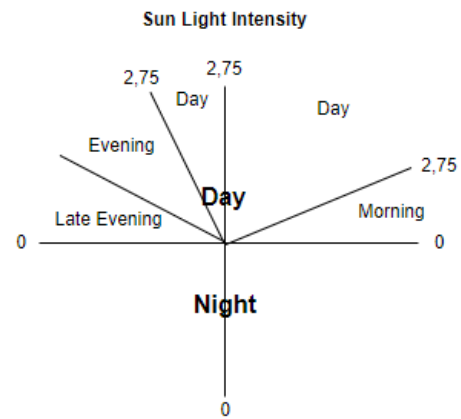 Sun Light Intensity
2,75
2,75
Day
Day
Evening
2,75
Day
Morning
Late Evening
0
0
Night
0